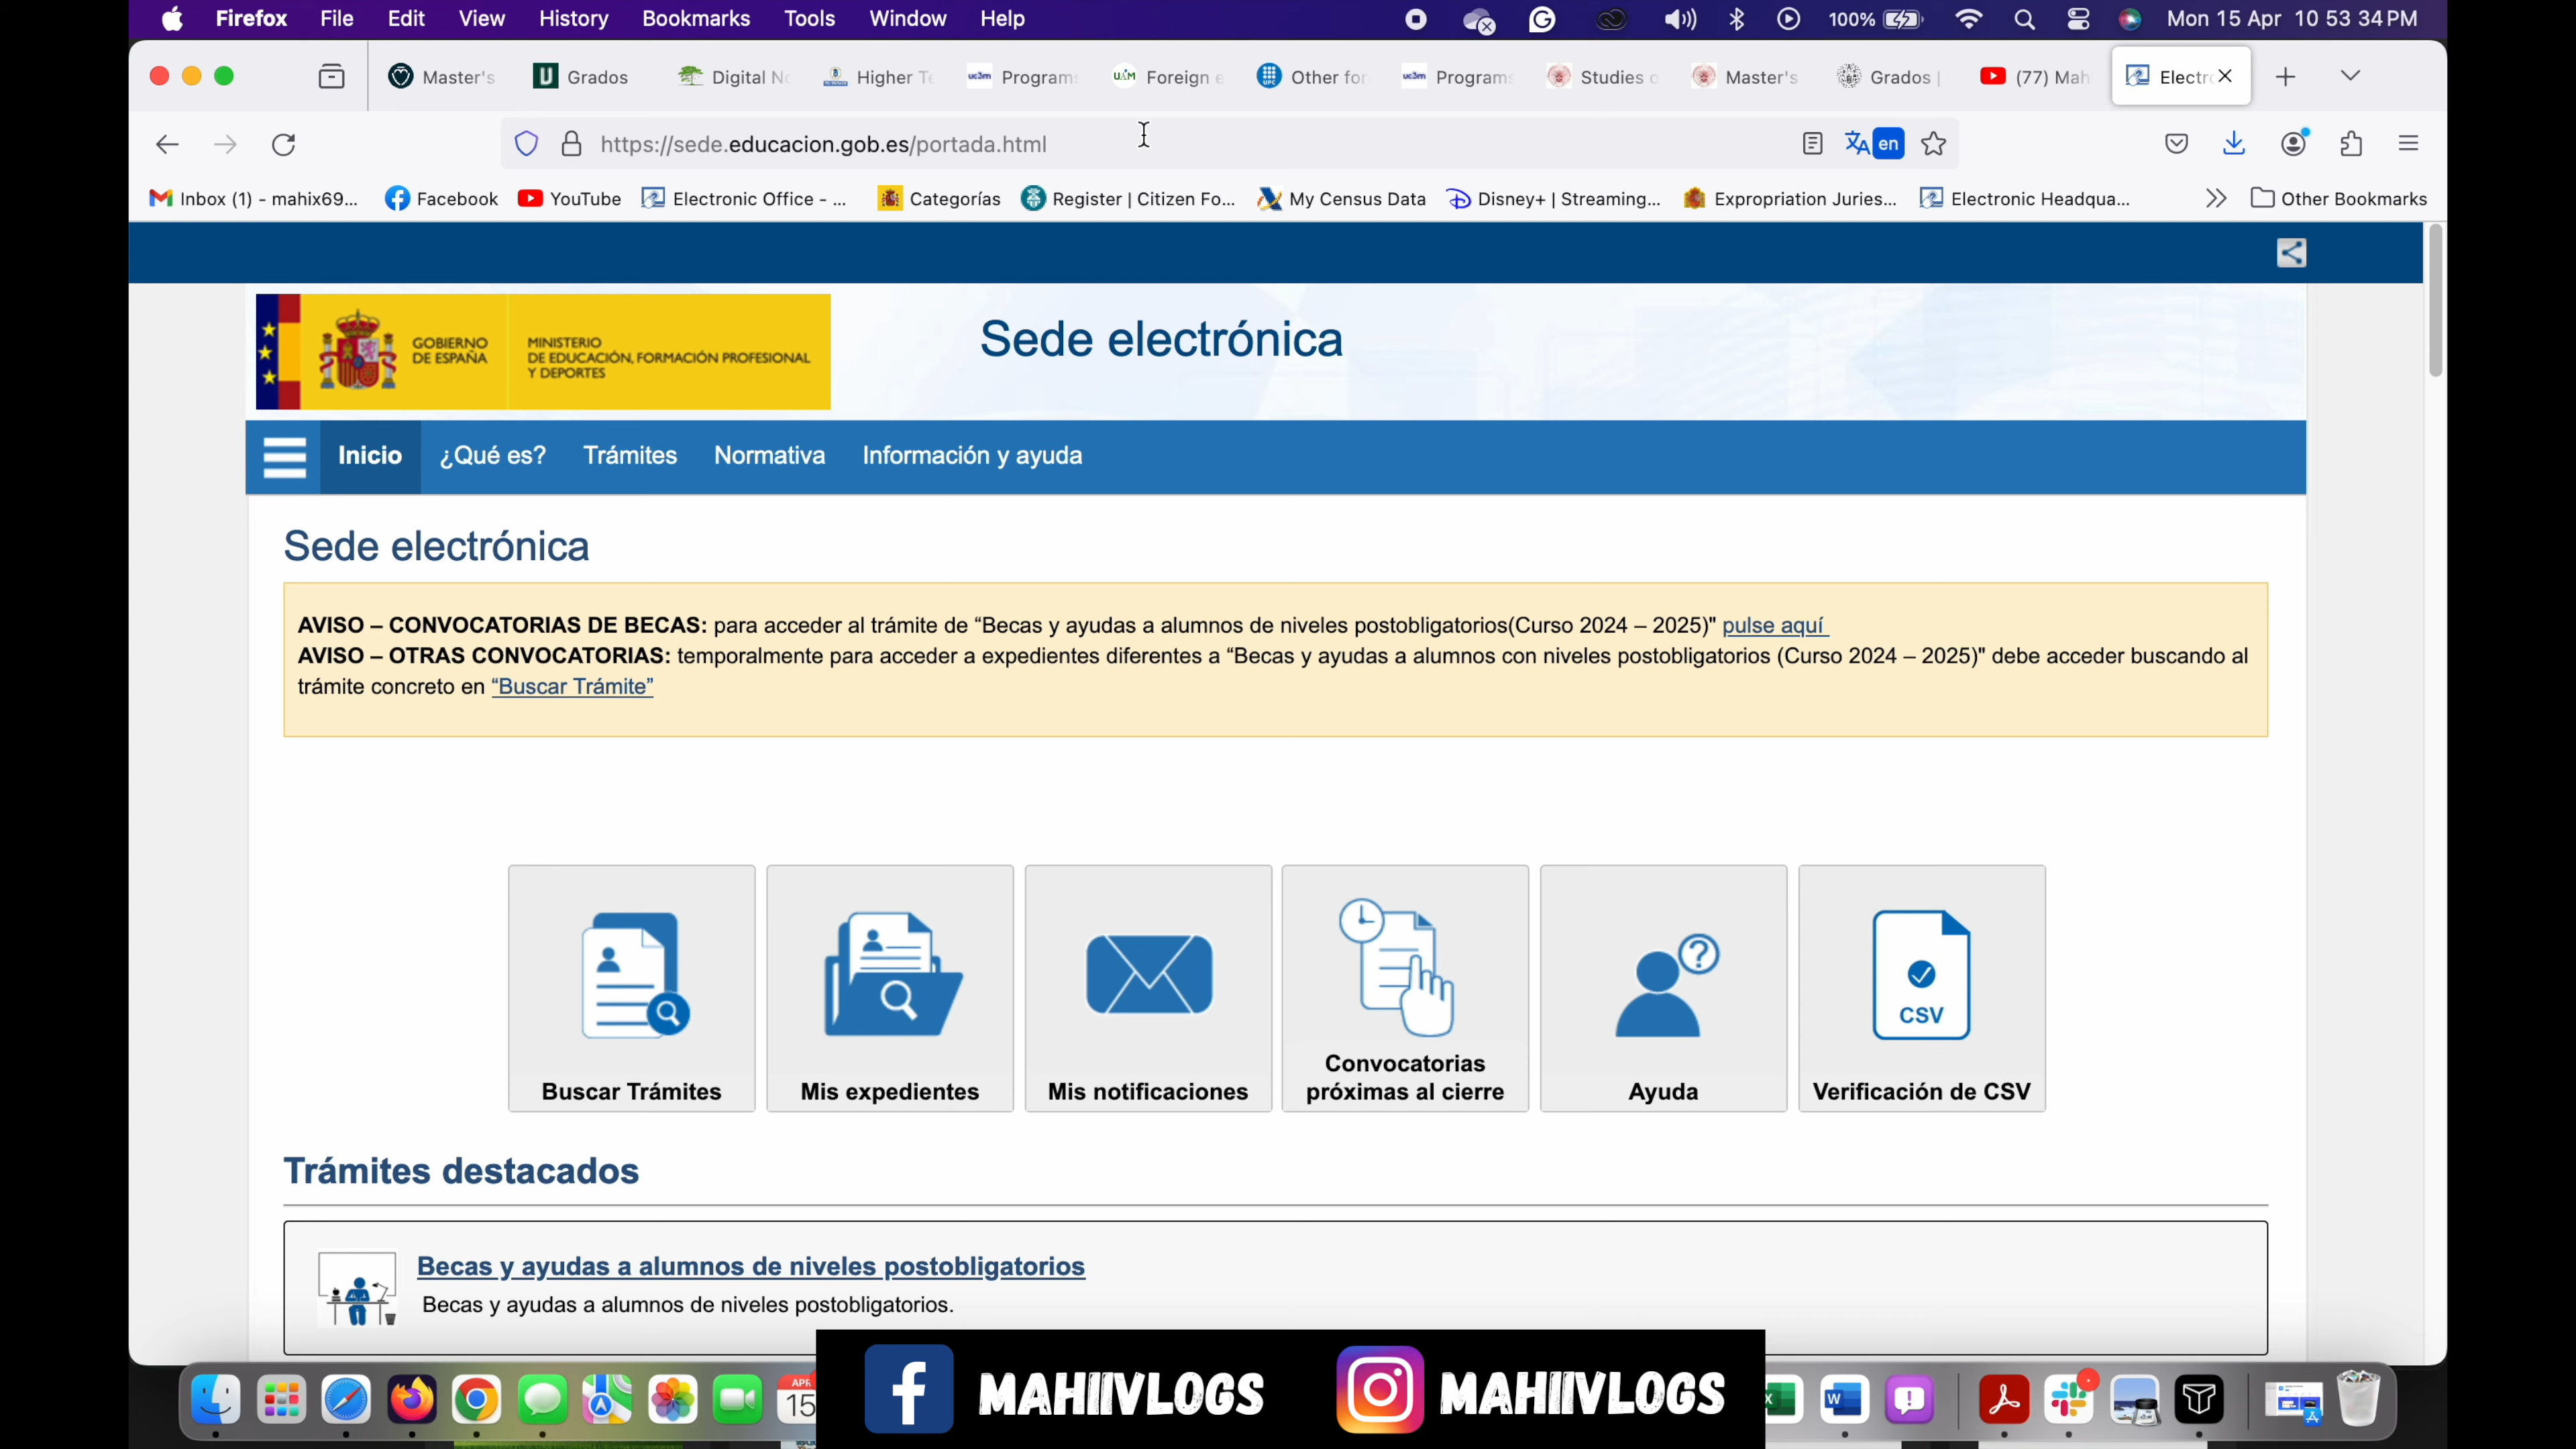 Firefox File Edit View History Bookmarks Tools Window Help 100% Mon 15 Apr 10 53 34 PM
Master's Grados Digital Higher Programs Foreign Other for Programs Studies Master's Grados | (77) Mah Electr
https://sede.educacion.gob.es/portada.html en
Inbox (1) - mahix69... Facebook YouTube Electronic Office - ... Categorías Register | Citizen Fo... My Census Data Disney+ | Streaming... Expropriation Juries... Electronic Headqua... Other Bookmarks
GOBIERNO DE ESPAÑA
MINISTERIO DE EDUCACIÓN, FORMACIÓN PROFESIONAL Y DEPORTES
Sede electrónica
Inicio ¿Qué es? Trámites Normativa Información y ayuda
Sede electrónica
AVISO – CONVOCATORIAS DE BECAS: para acceder al trámite de “Becas y ayudas a alumnos de niveles postobligatorios(Curso 2024 – 2025)" pulse aquí
AVISO – OTRAS CONVOCATORIAS: temporalmente para acceder a expedientes diferentes a “Becas y ayudas a alumnos con niveles postobligatorios (Curso 2024 – 2025)" debe acceder buscando al
trámite concreto en “Buscar Trámite”
CSV
Buscar Trámites Mis expedientes Mis notificaciones Convocatorias próximas al cierre Ayuda Verificación de CSV
Trámites destacados
Becas y ayudas a alumnos de niveles postobligatorios
Becas y ayudas a alumnos de niveles postobligatorios.
APR
15
MAHIIVLOGS MAHIIVLOGS